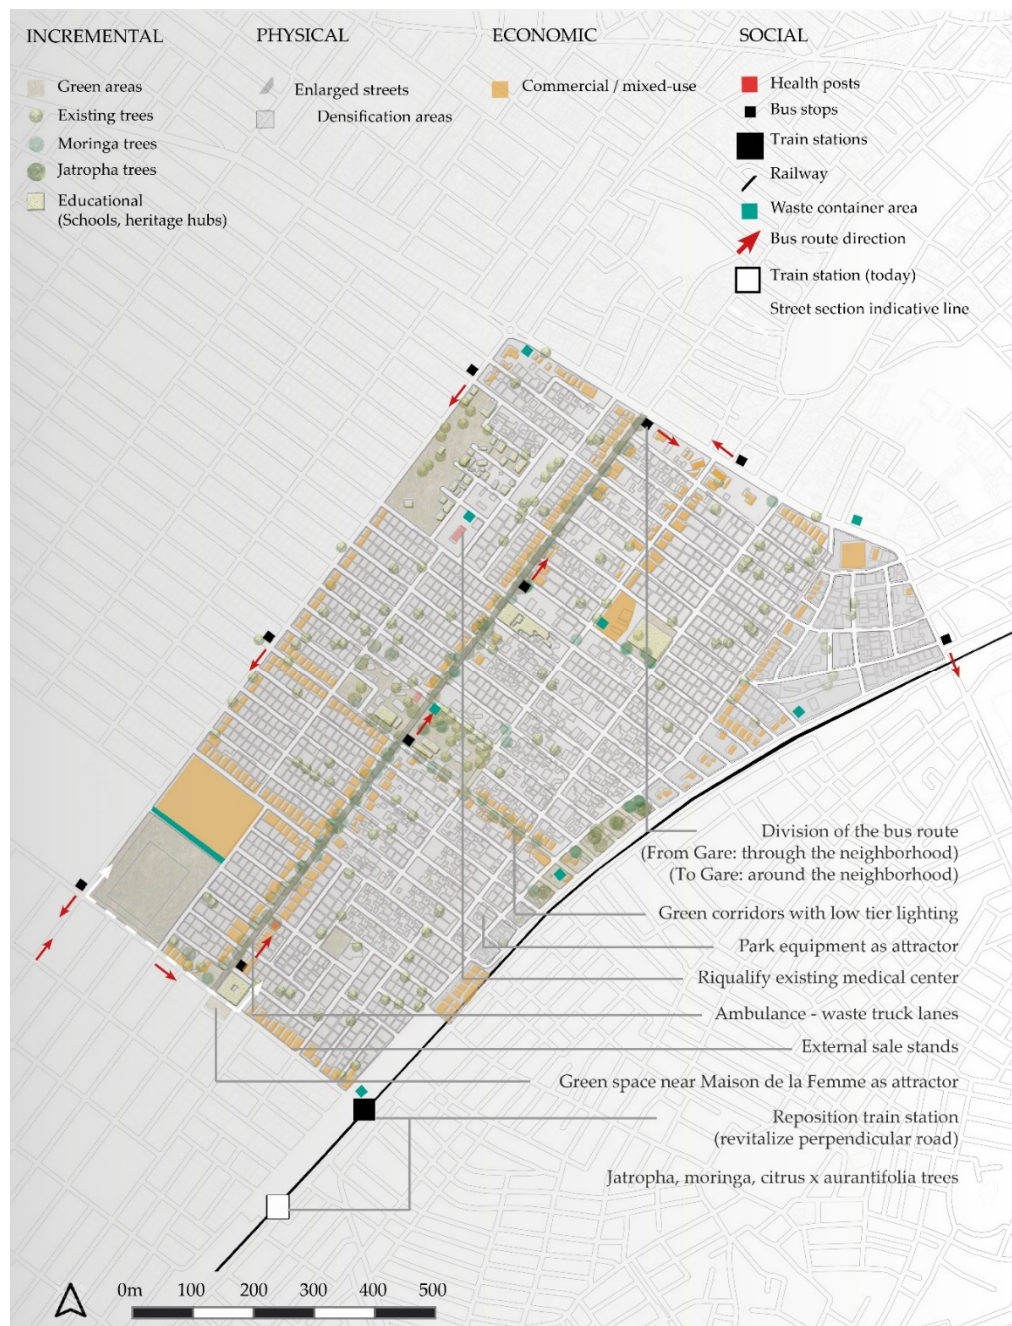 INCREMENTAL
Green areas
Existing trees
Moringa trees
Jatropha trees
Educational
(Schools, heritage hubs)
PHYSICAL
Enlarged streets
Densification areas
ECONOMIC
Commercial / mixed-use
SOCIAL
Health posts
Bus stops
Train stations
Railway
Waste container area
Bus route direction
Train station (today)
Street section indicative line
Division of the bus route
(From Gare: through the neighborhood)
(To Gare: around the neighborhood)
Green corridors with low tier lighting
Park equipment as attractor
Riqualify existing medical center
Ambulance - waste truck lanes
External sale stands
Green space near Maison de la Femme as attractor
Reposition train station
(revitalize perpendicular road)
Jatropha, moringa, citrus x aurantifolia trees
0m 100 200 300 400 500